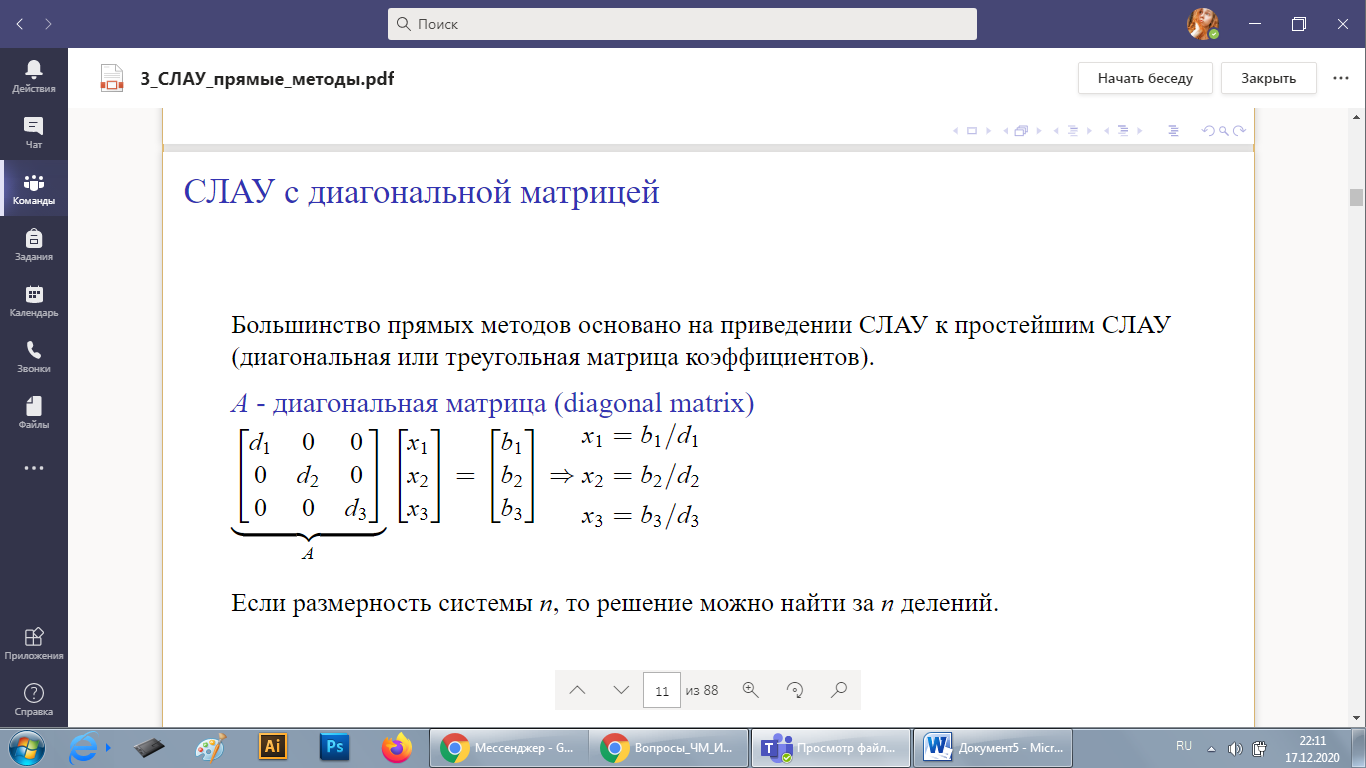 Поиск
Действия
Чат
Команды
Задания
Календарь
Звонки
Файлы
Приложения
Справка
3_СЛАУ_прямые_методы.pdf
Начать беседу
Закрыть
СЛАУ с диагональной матрицей
Большинство прямых методов основано на приведении СЛАУ к простейшим СЛАУ
(диагональная или треугольная матрица коэффициентов).
A - диагональная матрица (diagonal matrix)
d₁ 0 0 x₁ b₁ x₁ = b₁/d₁
0 d₂ 0 x₂ = b₂ ⇒ x₂ = b₂/d₂
0 0 d₃ x₃ b₃ x₃ = b₃/d₃
A
Если размерность системы n, то решение можно найти за n делений.
11 из 88
Ai
Ps
Мессенджер - G...
Вопросы_ЧМ_И...
Просмотр файл...
W
Документ5 - Micr...
RU
22:11
17.12.2020